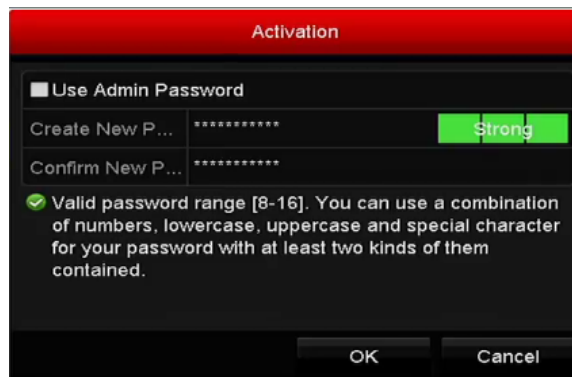 Activation
Use Admin Password
Create New P... *********** Strong
Confirm New P... ***********
Valid password range [8-16]. You can use a combination
of numbers, lowercase, uppercase and special character
for your password with at least two kinds of them
contained.
OK Cancel